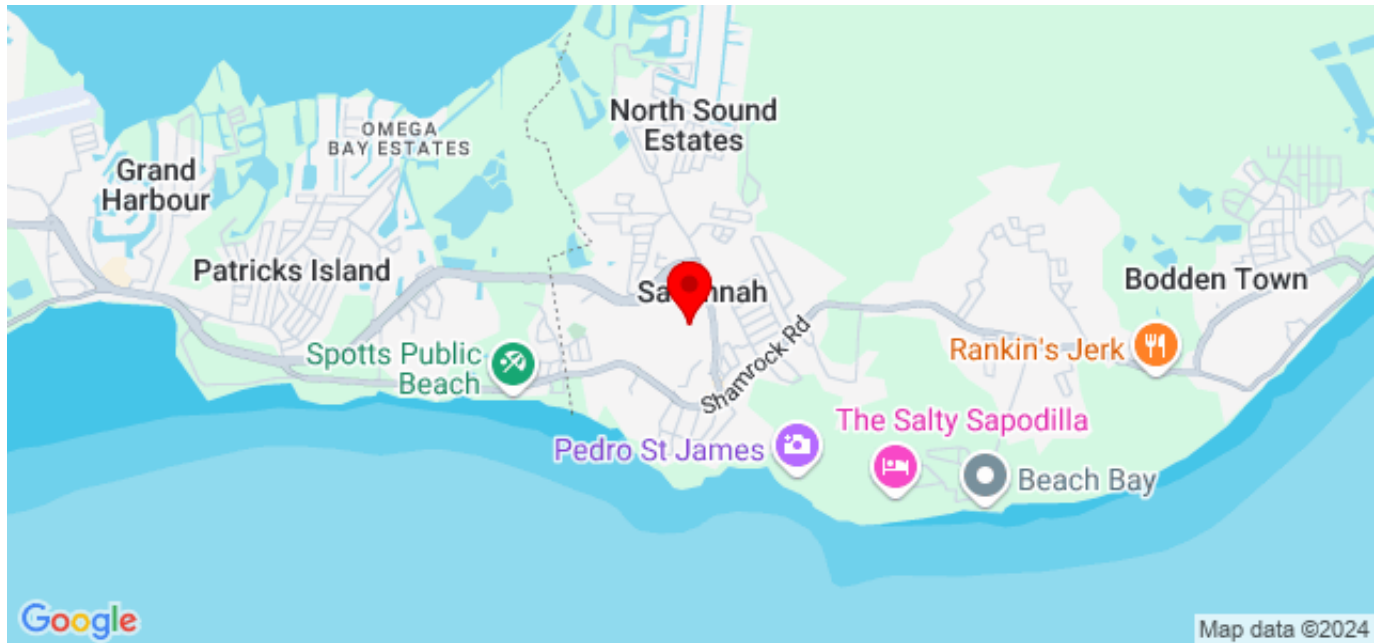 OMEGA
BAY ESTATES
North Sound
Estates
Grand
Harbour
Patricks Island
Savannah
Bodden Town
Spotts Public
Beach
Shamrock Rd
Rankin's Jerk
The Salty Sapodilla
Pedro St James
Beach Bay
Google
Map data ©2024